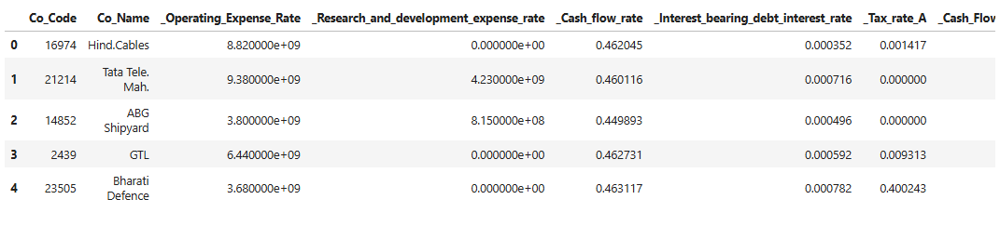 Co_Code Co_Name _Operating_Expense_Rate _Research_and_development_expense_rate _Cash_flow_rate _Interest_bearing_debt_interest_rate _Tax_rate_A _Cash_Flow
0 16974 Hind.Cables 8.820000e+09 0.000000e+00 0.462045 0.000352 0.001417
1 21214 Tata Tele. Mah. 9.380000e+09 4.230000e+09 0.460116 0.000716 0.000000
2 14852 ABG Shipyard 3.800000e+09 8.150000e+08 0.449893 0.000496 0.000000
3 2439 GTL 6.440000e+09 0.000000e+00 0.462731 0.000592 0.009313
4 23505 Bharati Defence 3.680000e+09 0.000000e+00 0.463117 0.000782 0.400243